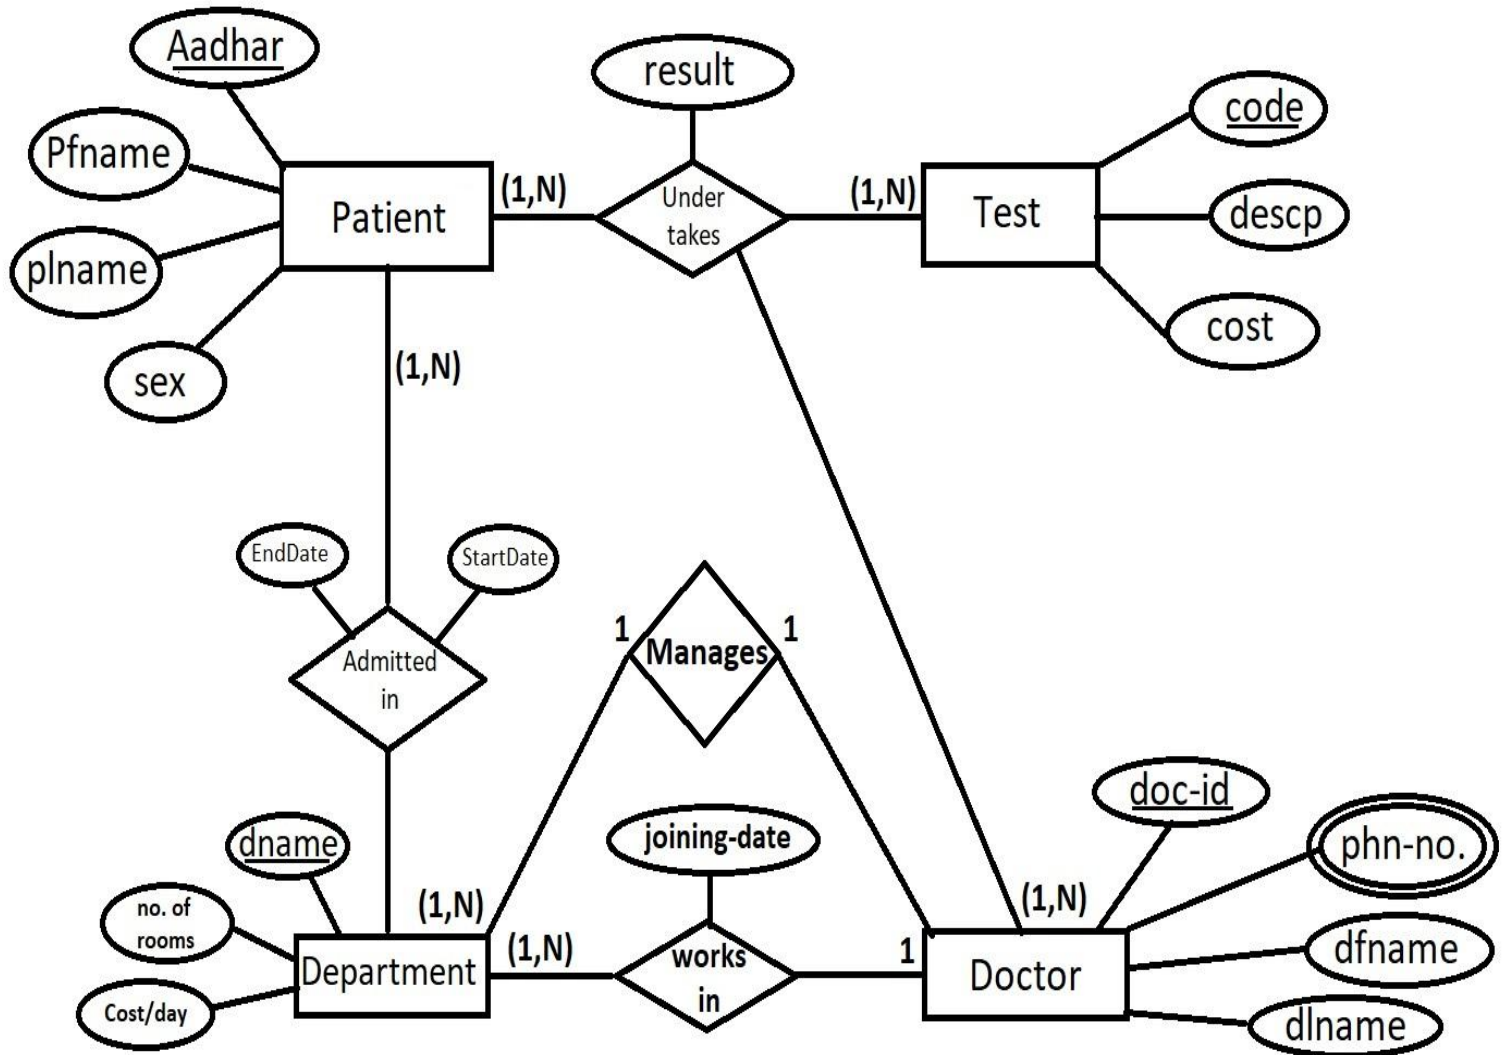 Aadhar
result
code
Pfname
(1,N)
Under
takes
(1,N)
Patient
Test
descp
plname
cost
sex
(1,N)
EndDate
StartDate
Admitted
in
1
Manages
1
doc-id
joining-date
phn-no.
dname
no. of
rooms
(1,N)
(1,N)
(1,N)
works
in
1
dfname
Department
Doctor
Cost/day
dlname